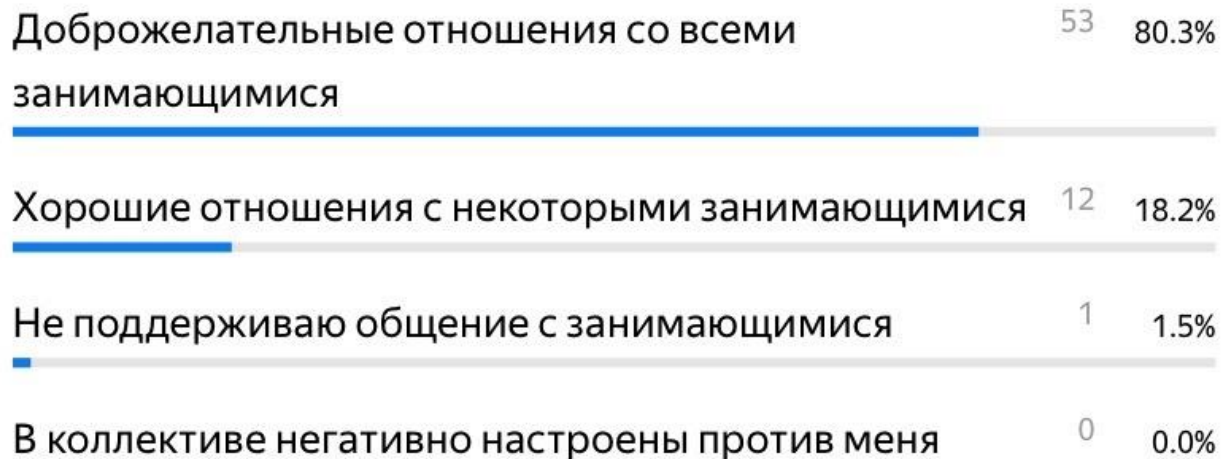 Доброжелательные отношения со всеми 53 80.3%
занимающимися
Хорошие отношения с некоторыми занимающимися 12 18.2%
Не поддерживаю общение с занимающимися 1 1.5%
В коллективе негативно настроены против меня 0 0.0%